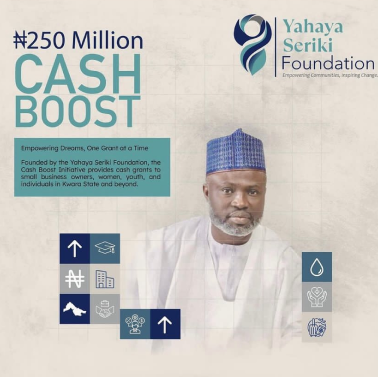 ₦250 Million
CASH
BOOST
Yahaya
Seriki
Foundation
Empowering Communities, Inspiring Change
Empowering Dreams, One Grant at a Time
Founded by the Yahaya Seriki Foundation, the
Cash Boost Initiative provides cash grants to
small business owners, women, youth, and
individuals in Kwara State and beyond.
₦